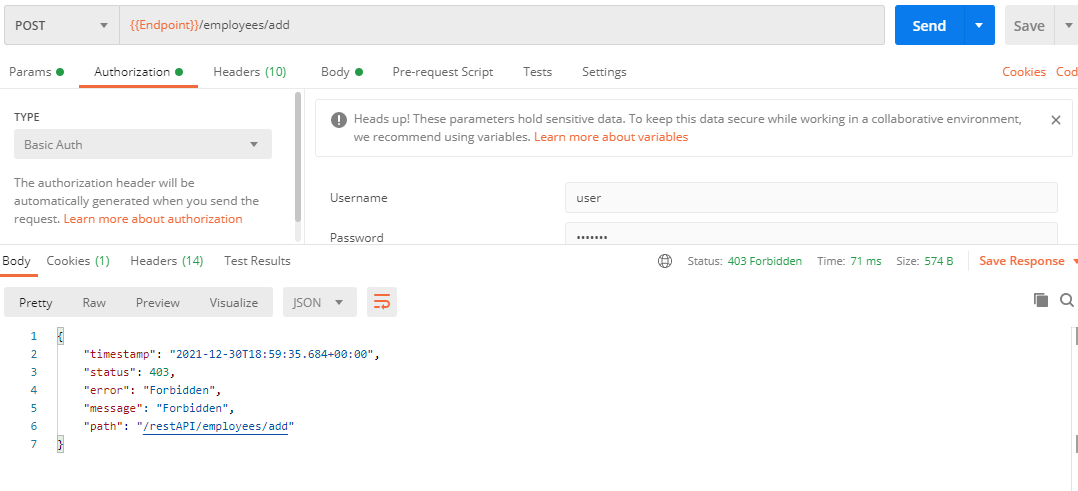 POST {{Endpoint}}/employees/add Send Save
Params Authorization Headers (10) Body Pre-request Script Tests Settings Cookies Cod
TYPE
Basic Auth
The authorization header will be
automatically generated when you send the
request. Learn more about authorization
Heads up! These parameters hold sensitive data. To keep this data secure while working in a collaborative environment,
we recommend using variables. Learn more about variables
Username user
Password •••••••
Body Cookies (1) Headers (14) Test Results Status: 403 Forbidden Time: 71 ms Size: 574 B Save Response
Pretty Raw Preview Visualize JSON
1 {
2 "timestamp": "2021-12-30T18:59:35.684+00:00",
3 "status": 403,
4 "error": "Forbidden",
5 "message": "Forbidden",
6 "path": "/restAPI/employees/add"
7 }